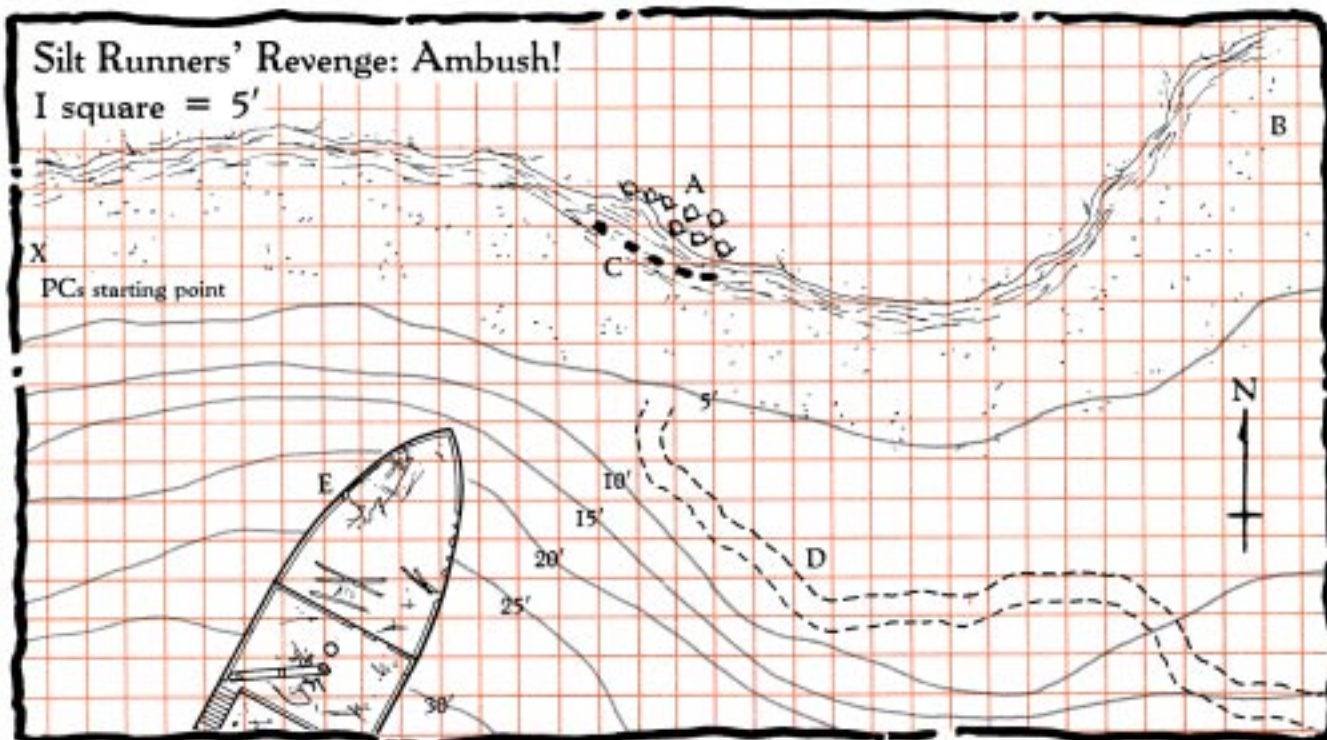 Silt Runners' Revenge: Ambush!
1 square = 5'
A
B
X
C
PCs starting point
5'
N
10'
E
15'
20'
D
25'
30'